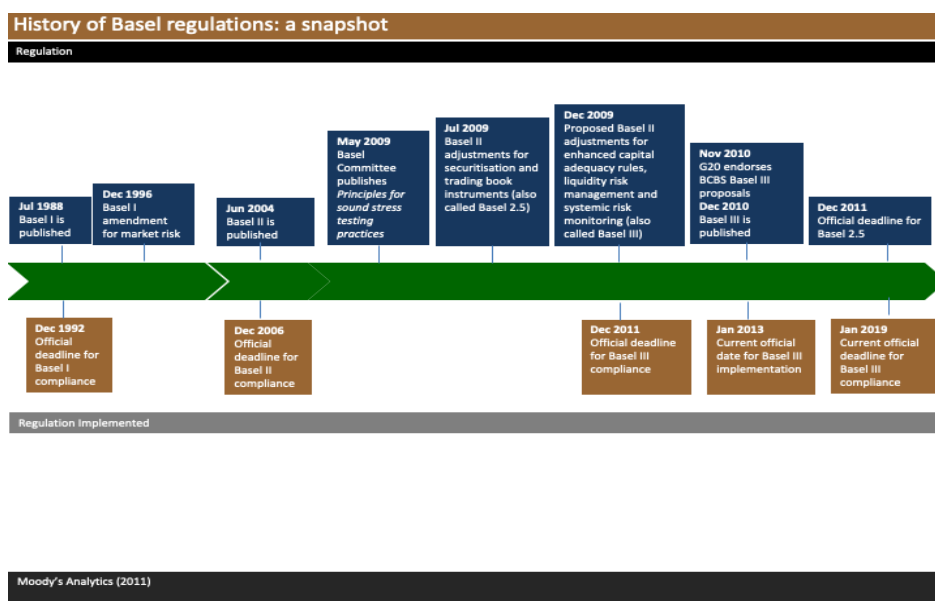 History of Basel regulations: a snapshot
Regulation
Jul 1988
Basel I is
published
Dec 1996
Basel I
amendment
for market risk
Jun 2004
Basel II is
published
May 2009
Basel
Committee
publishes
Principles for
sound stress
testing
practices
Jul 2009
Basel II
adjustments for
securitisation and
trading book
instruments (also
called Basel 2.5)
Dec 2009
Proposed Basel II
adjustments for
enhanced capital
adequacy rules,
liquidity risk
management and
systemic risk
monitoring (also
called Basel III)
Nov 2010
G20 endorses
BCBS Basel III
proposals
Dec 2010
Basel III is
published
Dec 2011
Official deadline for
Basel 2.5
Dec 1992
Official
deadline for
Basel I
compliance
Dec 2006
Official
deadline for
Basel II
compliance
Dec 2011
Official deadline
for Basel III
compliance
Jan 2013
Current official
date for Basel III
implementation
Jan 2019
Current official
deadline for
Basel III
compliance
Regulation Implemented
Moody's Analytics (2011)